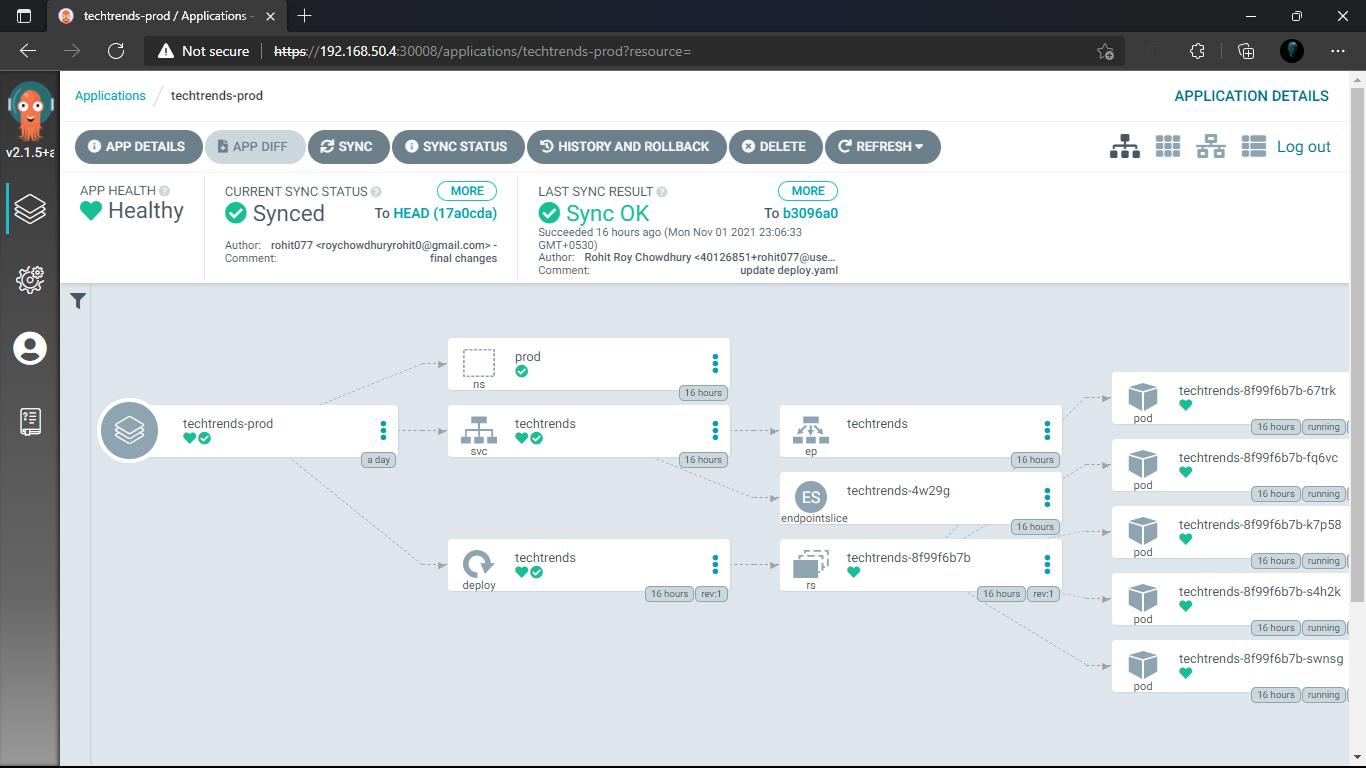 techtrends-prod / Applications -
Not secure
https://192.168.50.4:30008/applications/techtrends-prod?resource=
v2.1.5+a
Applications / techtrends-prod
APPLICATION DETAILS
APP DETAILS
APP DIFF
SYNC
SYNC STATUS
HISTORY AND ROLLBACK
DELETE
REFRESH
Log out
APP HEALTH
Healthy
CURRENT SYNC STATUS
MORE
Synced
To HEAD (17a0cda)
Author: rohit077 <roychowdhuryrohit0@gmail.com> -
Comment: final changes
LAST SYNC RESULT
MORE
Sync OK
To b3096a0
Succeeded 16 hours ago (Mon Nov 01 2021 23:06:33
GMT+0530)
Author: Rohit Roy Chowdhury <40126851+rohit077@use...
Comment: update deploy.yaml
techtrends-prod
a day
prod
ns
16 hours
techtrends
svc
16 hours
techtrends
deploy
16 hours
rev:1
techtrends
ep
16 hours
ES
techtrends-4w29g
endpointslice
16 hours
techtrends-8f99f6b7b
rs
16 hours
rev:1
techtrends-8f99f6b7b-67trk
pod
16 hours
running
techtrends-8f99f6b7b-fq6vc
pod
16 hours
running
techtrends-8f99f6b7b-k7p58
pod
16 hours
running
techtrends-8f99f6b7b-s4h2k
pod
16 hours
running
techtrends-8f99f6b7b-swnsg
pod
16 hours
running